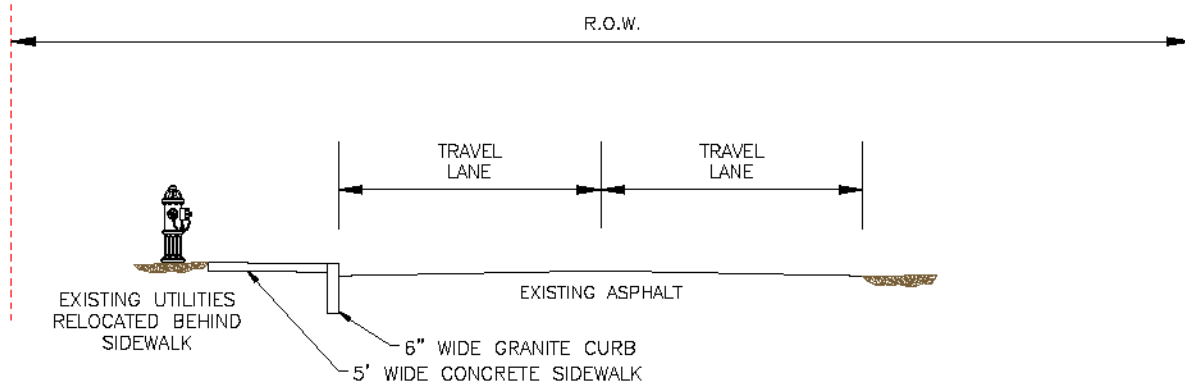 R.O.W.
TRAVEL
LANE
TRAVEL
LANE
EXISTING ASPHALT
EXISTING UTILITIES
RELOCATED BEHIND
SIDEWALK
6" WIDE GRANITE CURB
5' WIDE CONCRETE SIDEWALK